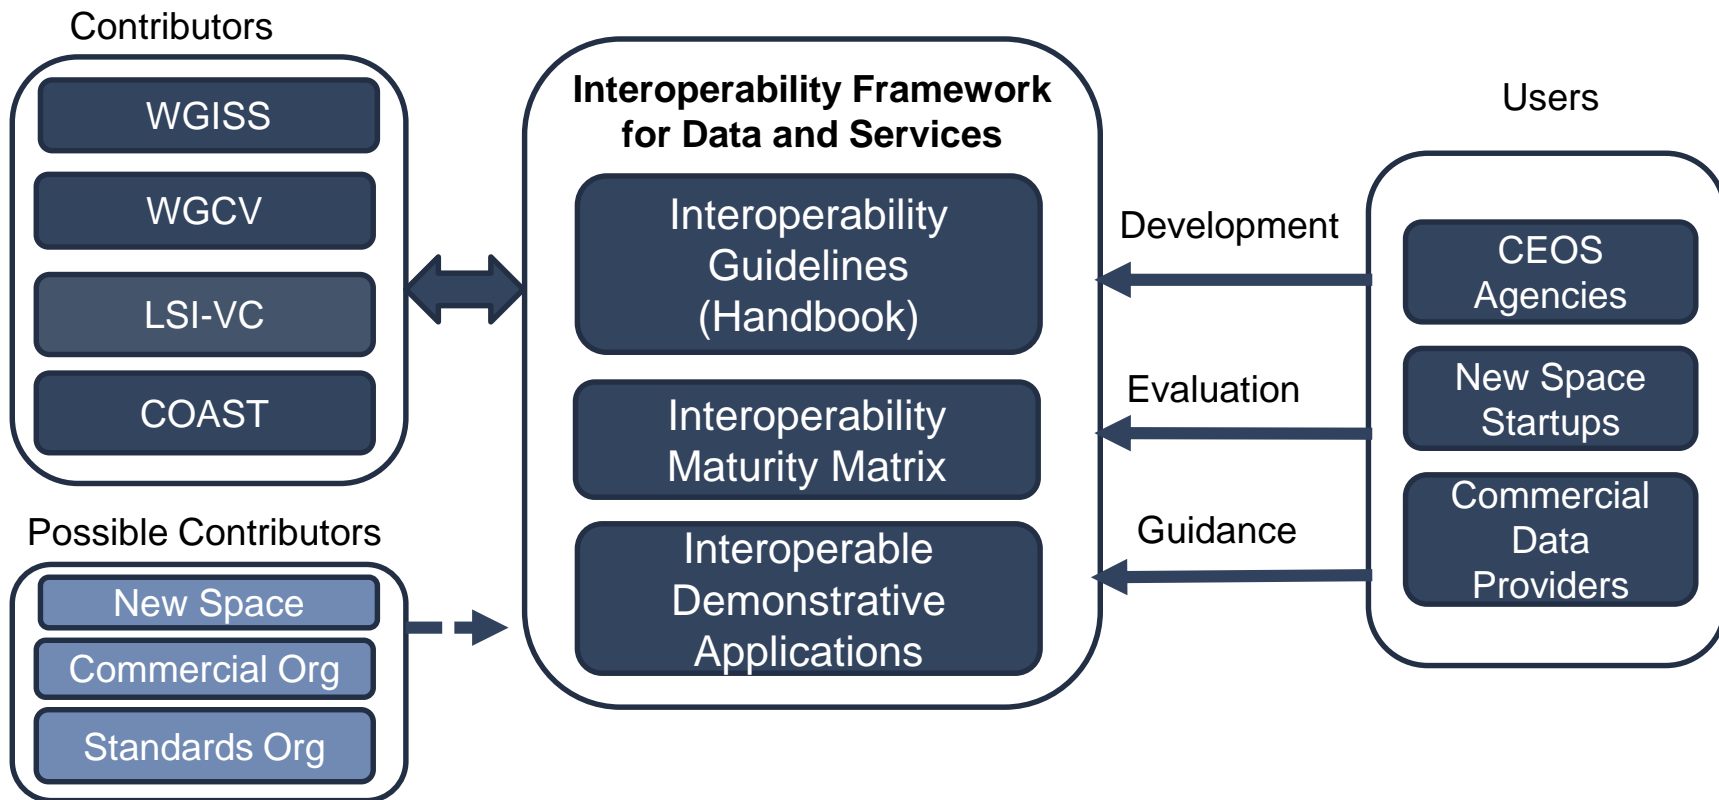 Contributors
WGISS
WGCV
LSI-VC
COAST
Possible Contributors
New Space
Commercial Org
Standards Org
Interoperability Framework
for Data and Services
Interoperability
Guidelines
(Handbook)
Interoperability
Maturity Matrix
Interoperable
Demonstrative
Applications
Development
Evaluation
Guidance
Users
CEOS
Agencies
New Space
Startups
Commercial
Data
Providers